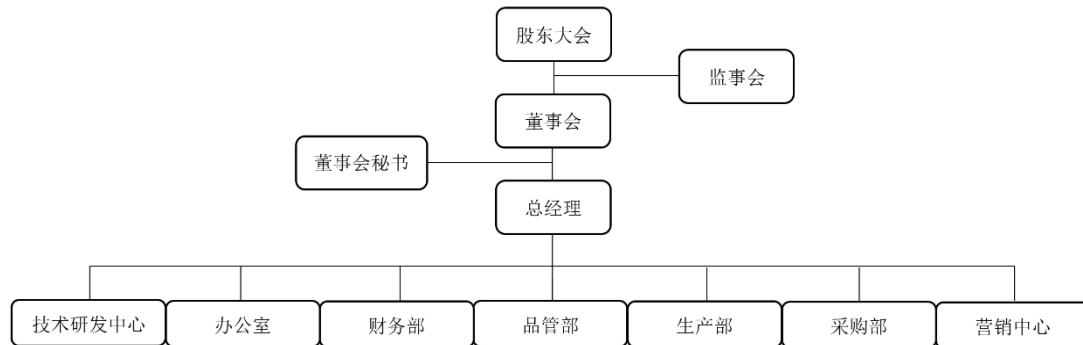 股东大会
监事会
董事会
董事会秘书
总经理
技术研发中心
办公室
财务部
品管部
生产部
采购部
营销中心